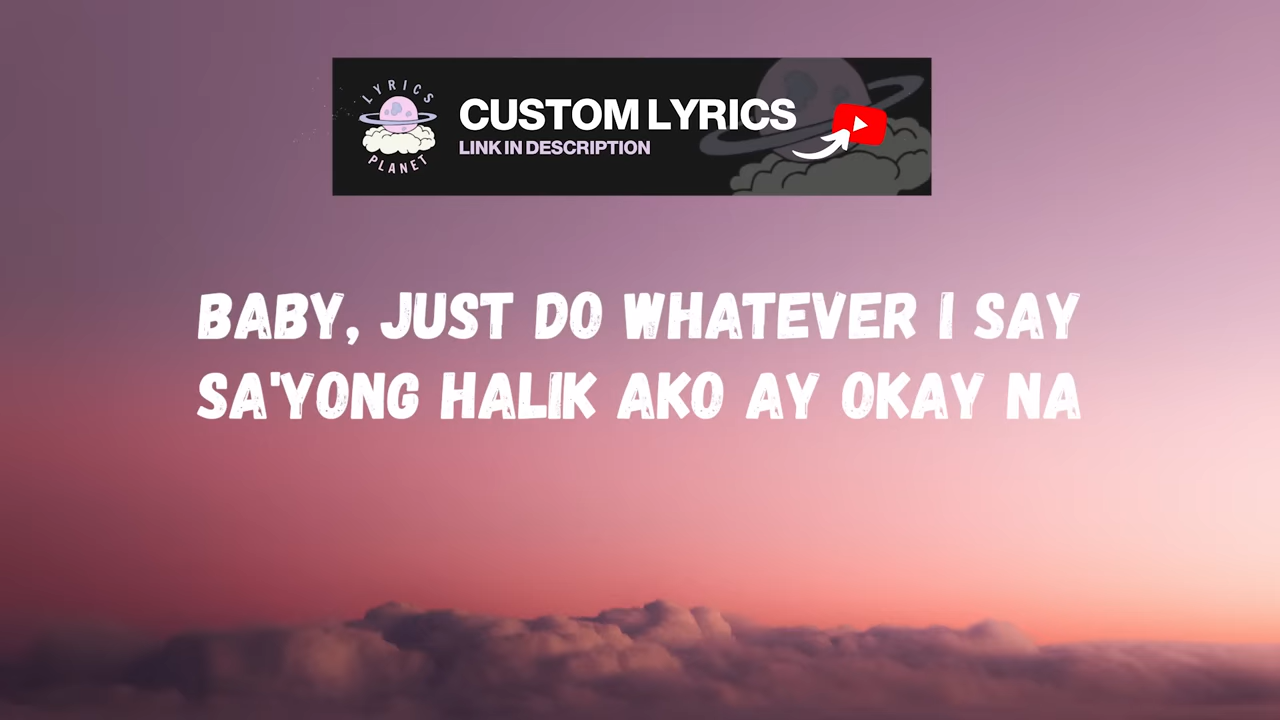 LYRICS
PLANET
CUSTOM LYRICS
LINK IN DESCRIPTION
BABY, JUST DO WHATEVER I SAY
SA'YONG HALIK AKO AY OKAY NA